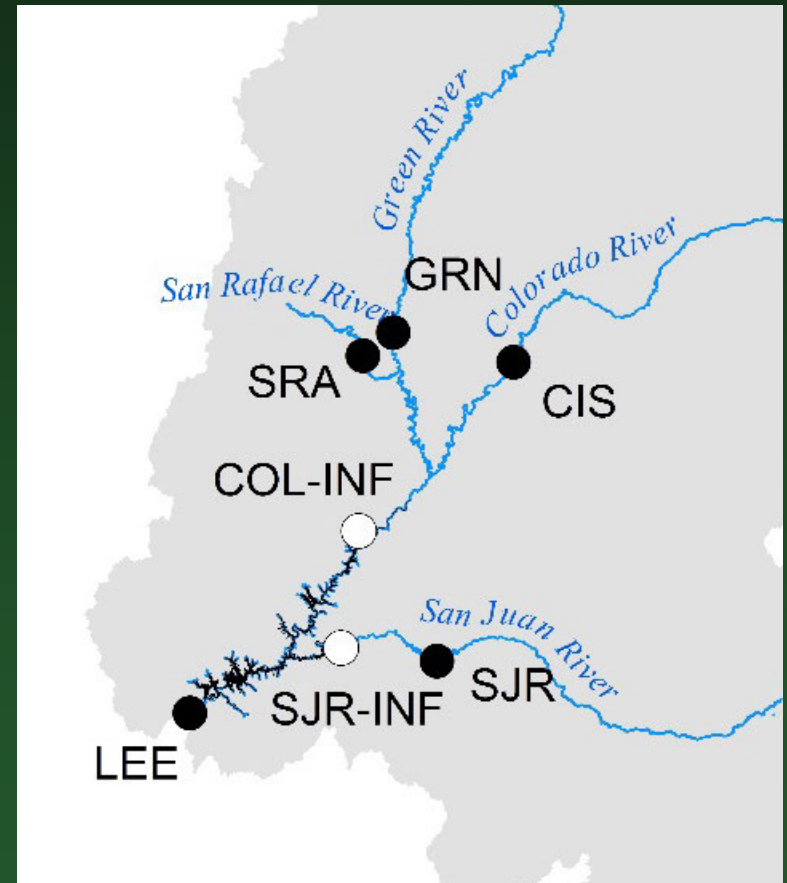 Green River
GRN
Colorado River
San Rafael River
SRA
CIS
COL-INF
San Juan River
SJR
SJR-INF
LEE